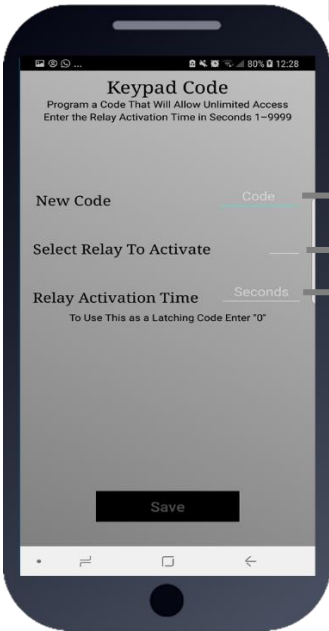 ... 80% 12:28
Keypad Code
Program a Code That Will Allow Unlimited Access
Enter the Relay Activation Time in Seconds 1–9999
New Code Code
Select Relay To Activate
Relay Activation Time Seconds
To Use This as a Latching Code Enter "0"
Save